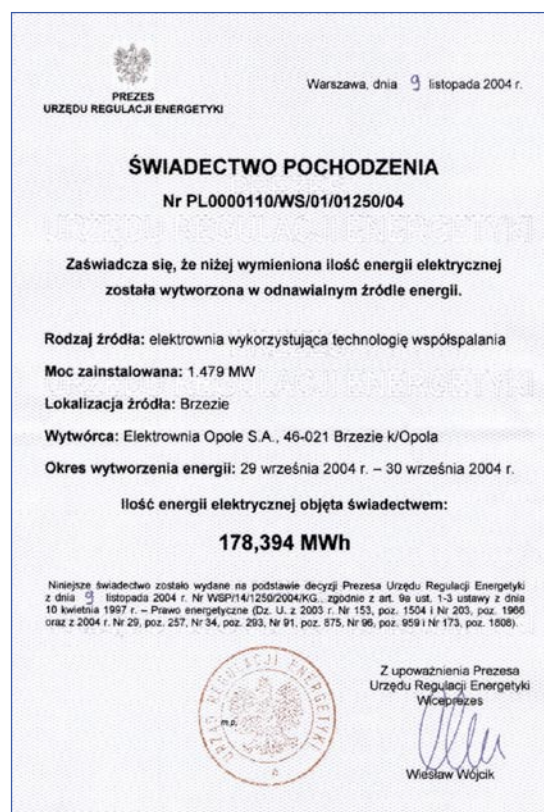 PREZES
URZĘDU REGULACJI ENERGETYKI
Warszawa, dnia 9 listopada 2004 r.
ŚWIADECTWO POCHODZENIA
Nr PL0000110/WS/01/01250/04
Zaświadcza się, że niżej wymieniona ilość energii elektrycznej
została wytworzona w odnawialnym źródle energii.
Rodzaj źródła: elektrownia wykorzystująca technologię współspalania
Moc zainstalowana: 1.479 MW
Lokalizacja źródła: Brzezie
Wytwórca: Elektrownia Opole S.A., 46-021 Brzezie k/Opola
Okres wytworzenia energii: 29 września 2004 r. – 30 września 2004 r.
Ilość energii elektrycznej objęta świadectwem:
178,394 MWh
Niniejsze świadectwo zostało wydane na podstawie decyzji Prezesa Urzędu Regulacji Energetyki
z dnia 9 listopada 2004 r. Nr WSP/14/1250/2004/KG., zgodnie z art. 9a ust. 1-3 ustawy z dnia
10 kwietnia 1997 r. – Prawo energetyczne (Dz. U. z 2003 r. Nr 153, poz. 1504 i Nr 203, poz. 1966
oraz z 2004 r. Nr 29, poz. 257, Nr 34, poz. 293, Nr 91, poz. 875, Nr 96, poz. 959 i Nr 173, poz. 1808).
URZĄD REGULACJI ENERGETYKI
m.p.
Z upoważnienia Prezesa
Urzędu Regulacji Energetyki
Wiceprezes
Wiesław Wójcik